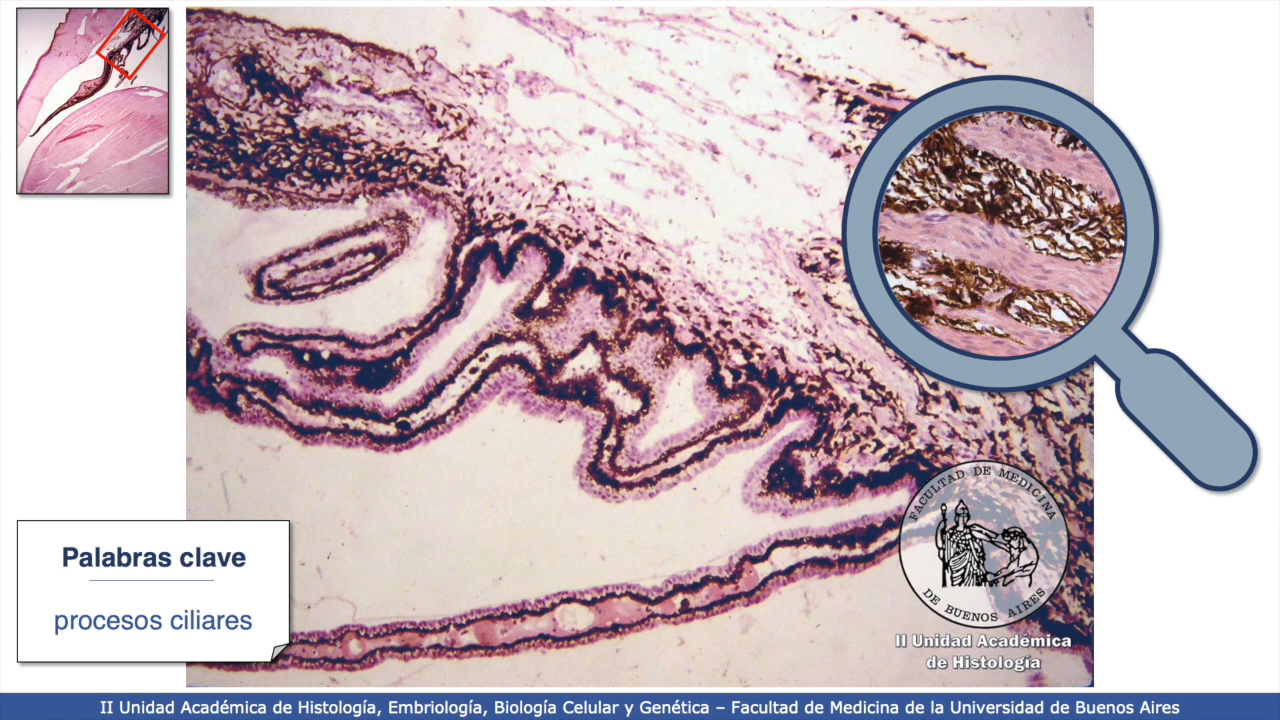 Palabras clave
procesos ciliares
FACULTAD DE MEDICINA
DE BUENOS AIRES
II Unidad Académica
de Histología
II Unidad Académica de Histología, Embriología, Biología Celular y Genética – Facultad de Medicina de la Universidad de Buenos Aires